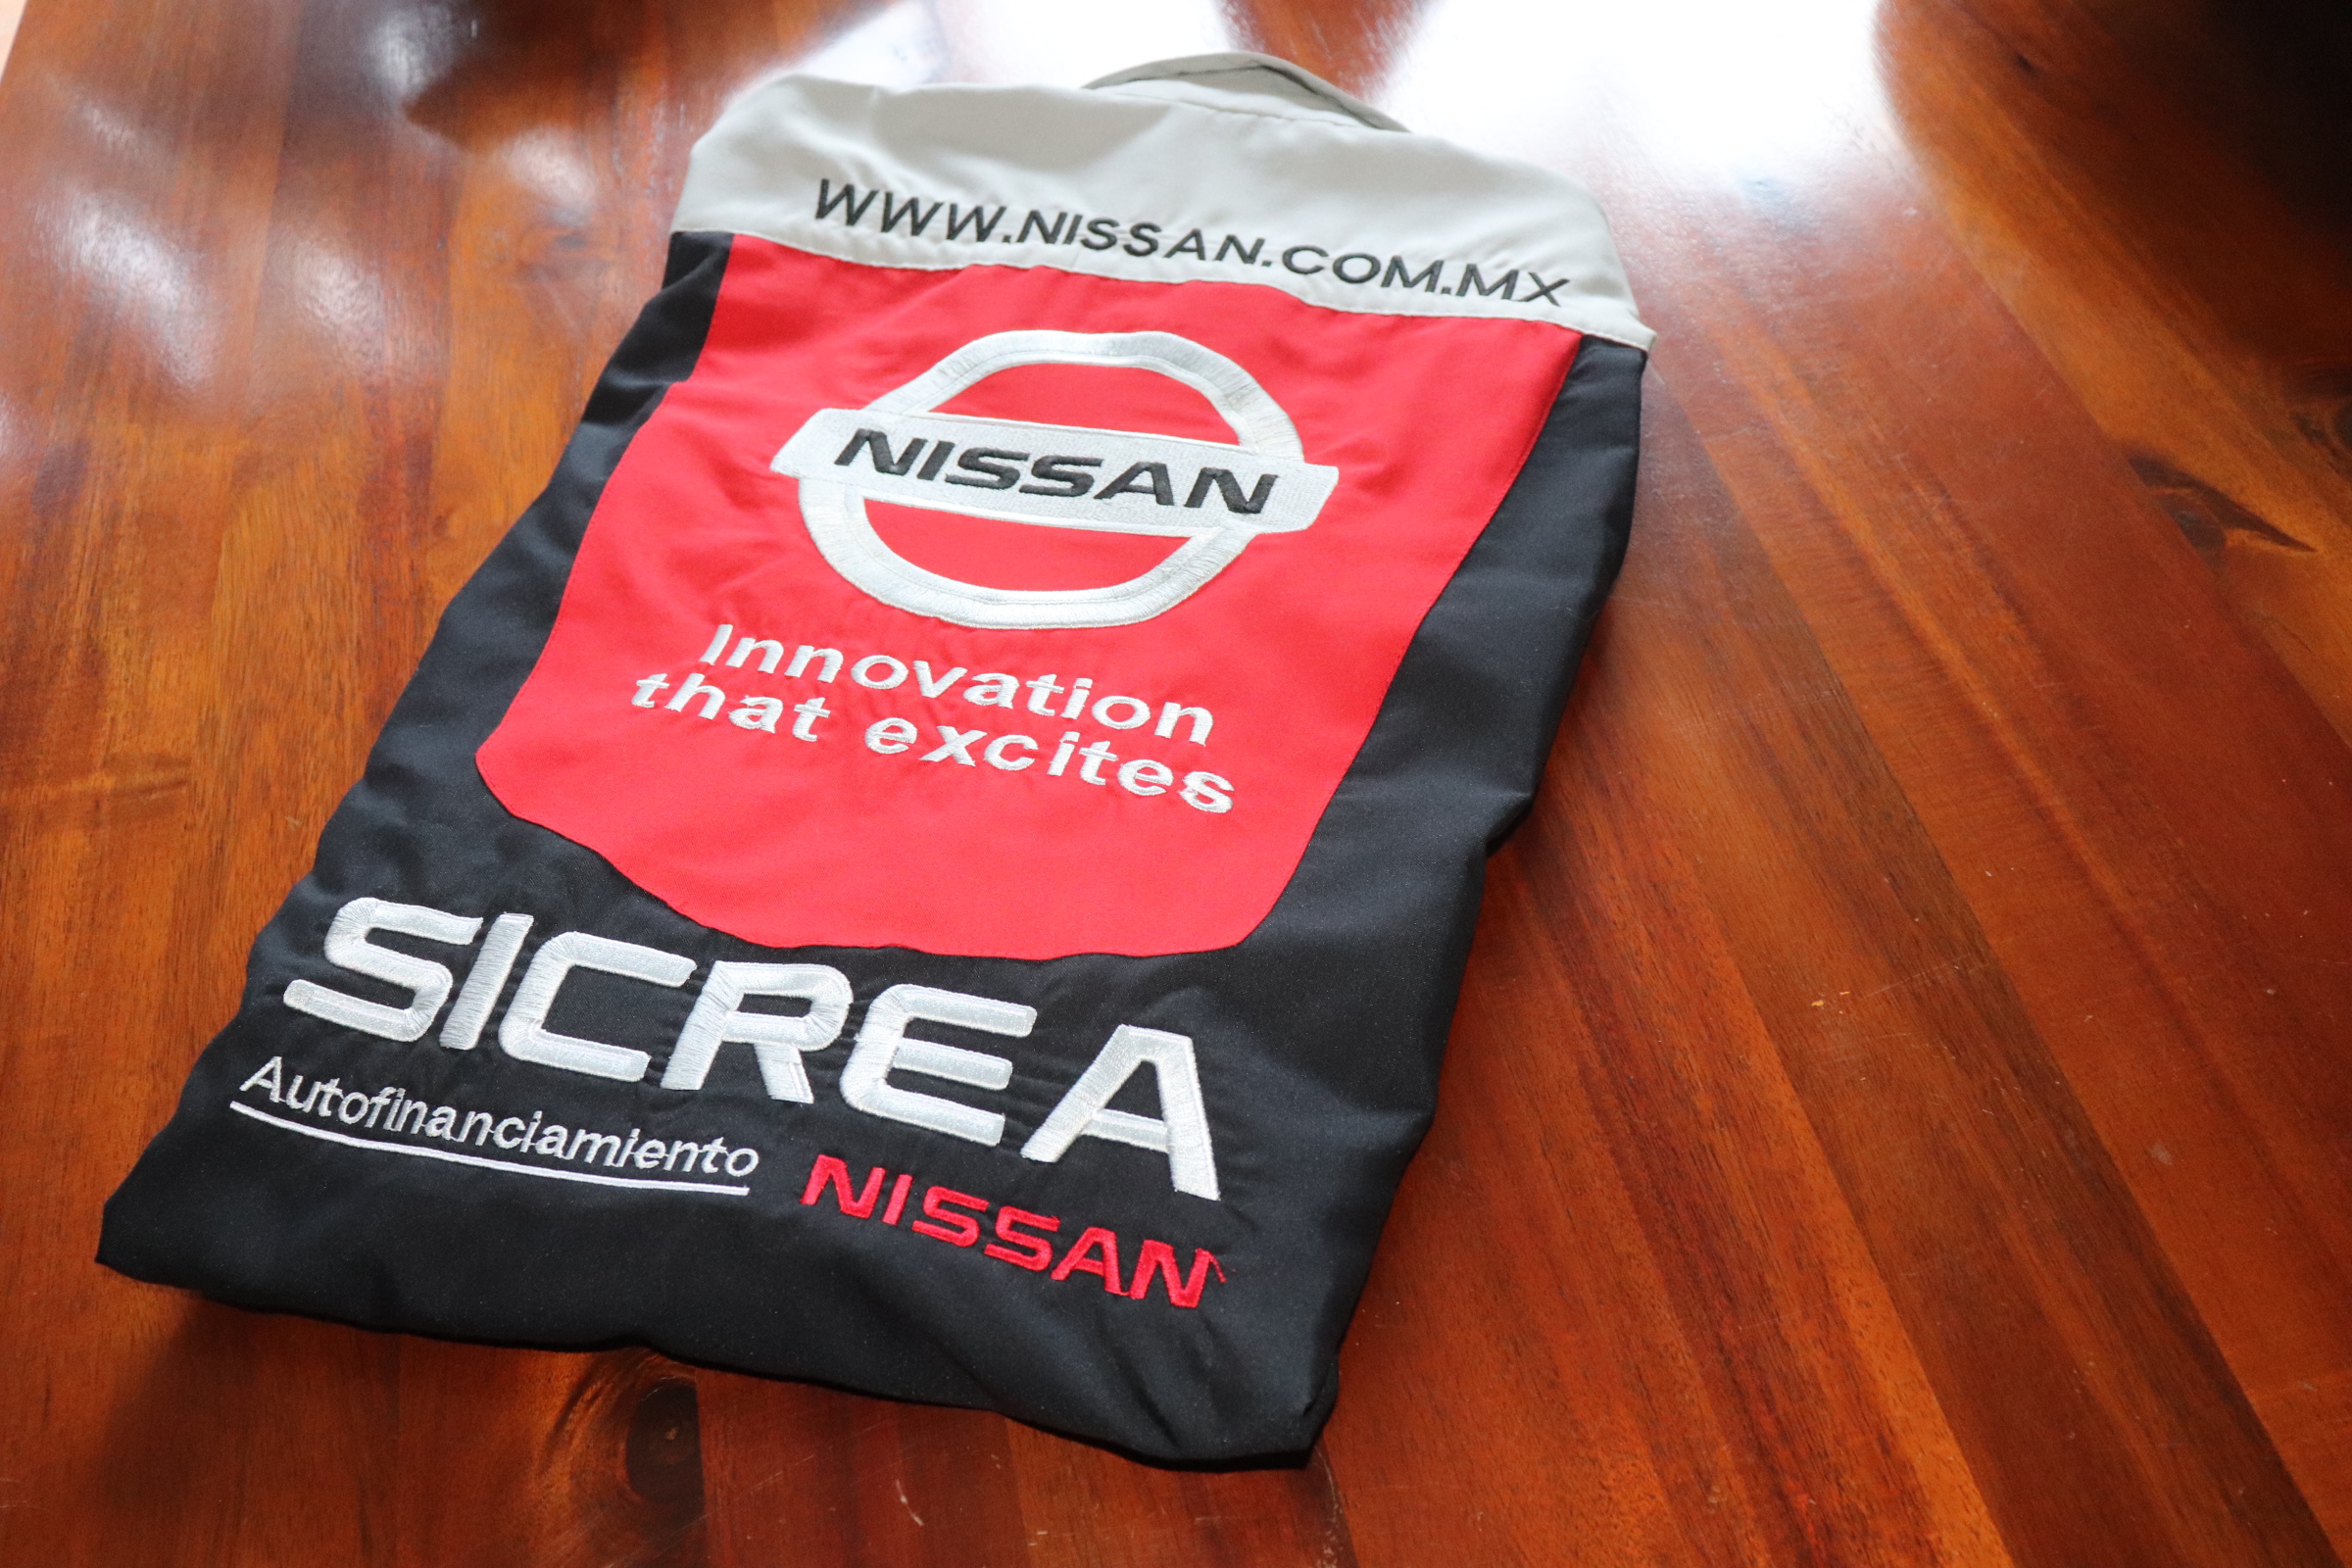 WWW.NISSAN.COM.MX
NISSAN
Innovation
that excites
SICREA
Autofinanciamiento
NISSAN